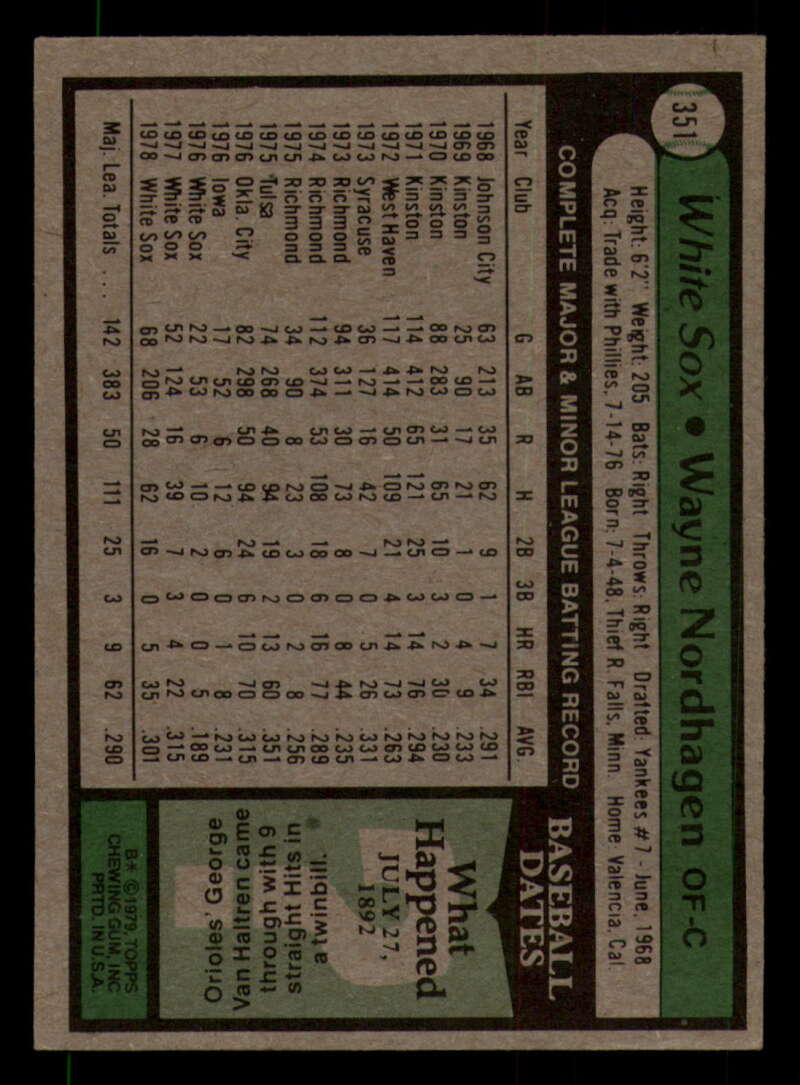 351
White Sox • Wayne Nordhagen OF-C
Height: 6'2" Weight: 205 Bats: Right Throws: Right Drafted: Yankees #7 - June, 1968
Acq: Trade with Phillies, 7-14-76 Born: 7-4-48, Thief R. Falls, Minn Home: Valencia, Cal
COMPLETE MAJOR & MINOR LEAGUE BATTING RECORD
Year Club G AB R H 2B 3B HR RBI AVG
1968 Johnson City 63 213 35 62 9 1 7 34 .291
1969 Kinston 25 90 17 21 1 0 4 9 .233
1970 Kinston 88 283 31 65 10 3 2 30 .230
1971 Kinston 114 412 65 121 25 3 14 76 .294
1972 West Haven 117 414 50 109 21 4 14 73 .263
1973 Syracuse 36 127 16 42 7 0 5 26 .331
1973 Richmond 94 311 30 73 8 0 8 44 .235
1974 Richmond 112 374 53 108 18 6 16 77 .289
1975 Richmond 34 90 8 23 3 0 2 8 .256
1975 Tulsa 74 268 40 94 19 2 13 60 .351
1976 Okla. City 82 298 50 94 24 6 10 70 .315
1976 Iowa 17 52 6 12 6 0 1 8 .231
1976 White Sox 22 53 6 10 2 0 0 5 .189
1977 White Sox 52 124 16 39 7 3 4 22 .315
1978 White Sox 68 206 28 62 16 0 5 35 .301
Maj. Lea. Totals .... 142 383 50 111 25 3 9 62 .290
BASEBALL
DATES
What
Happened
JULY 27,
1892
Orioles' George
Van Haltren came
through with 9
straight Hits in
a twinbill.
B* ©1979, TOPPS
CHEWING GUM, INC
PRTD. IN U.S.A.